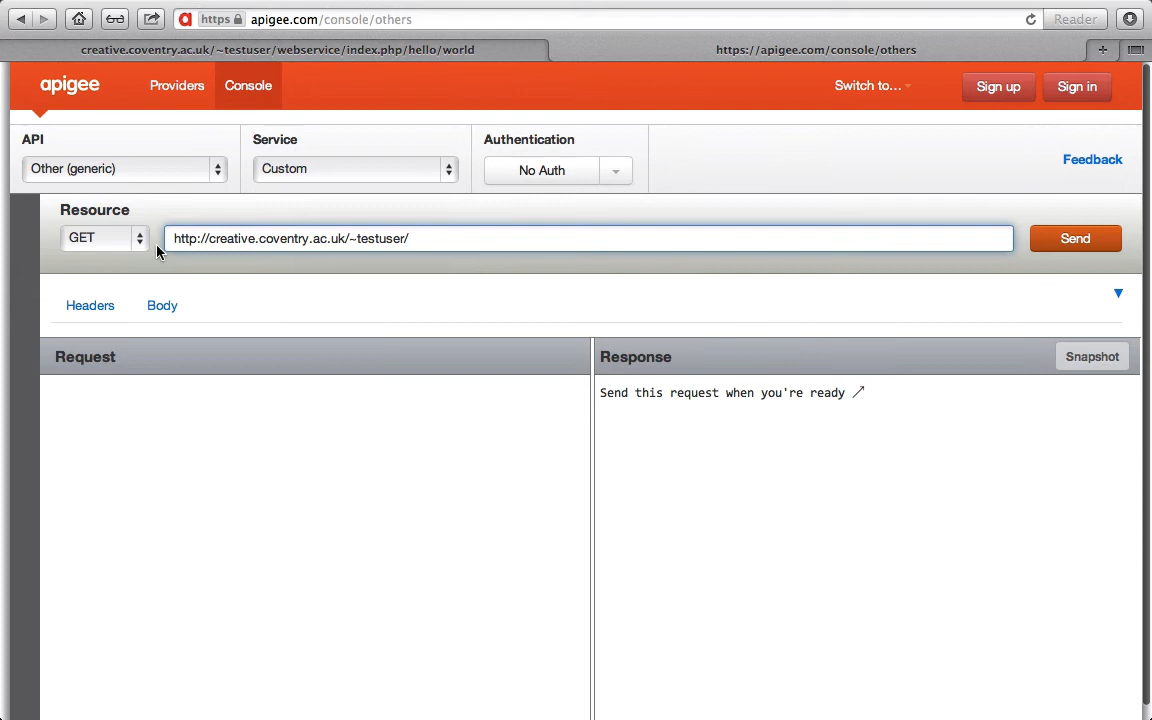 https apigee.com/console/others Reader
creative.coventry.ac.uk/~testuser/webservice/index.php/hello/world https://apigee.com/console/others
apigee Providers Console Switch to... Sign up Sign in
API Service Authentication
Other (generic) Custom No Auth Feedback
Resource
GET http://creative.coventry.ac.uk/~testuser/ Send
Headers Body
Request Response Snapshot
Send this request when you're ready